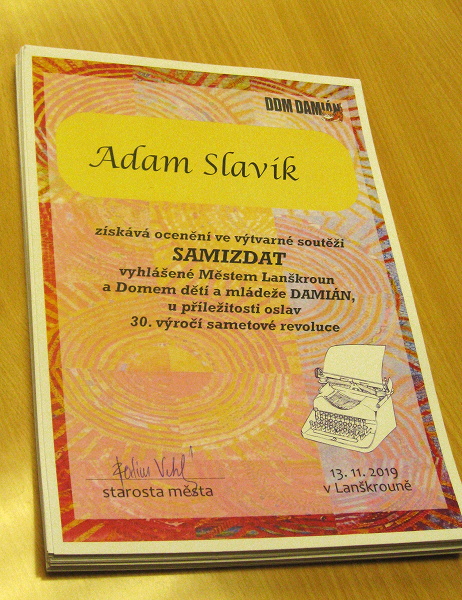 DDM DAMIÁN
Adam Slavík
získává ocenění ve výtvarné soutěži
SAMIZDAT
vyhlášené Městem Lanškroun
a Domem dětí a mládeže DAMIÁN,
u příležitosti oslav
30. výročí sametové revoluce
starosta města
13. 11. 2019
v Lanškrouně